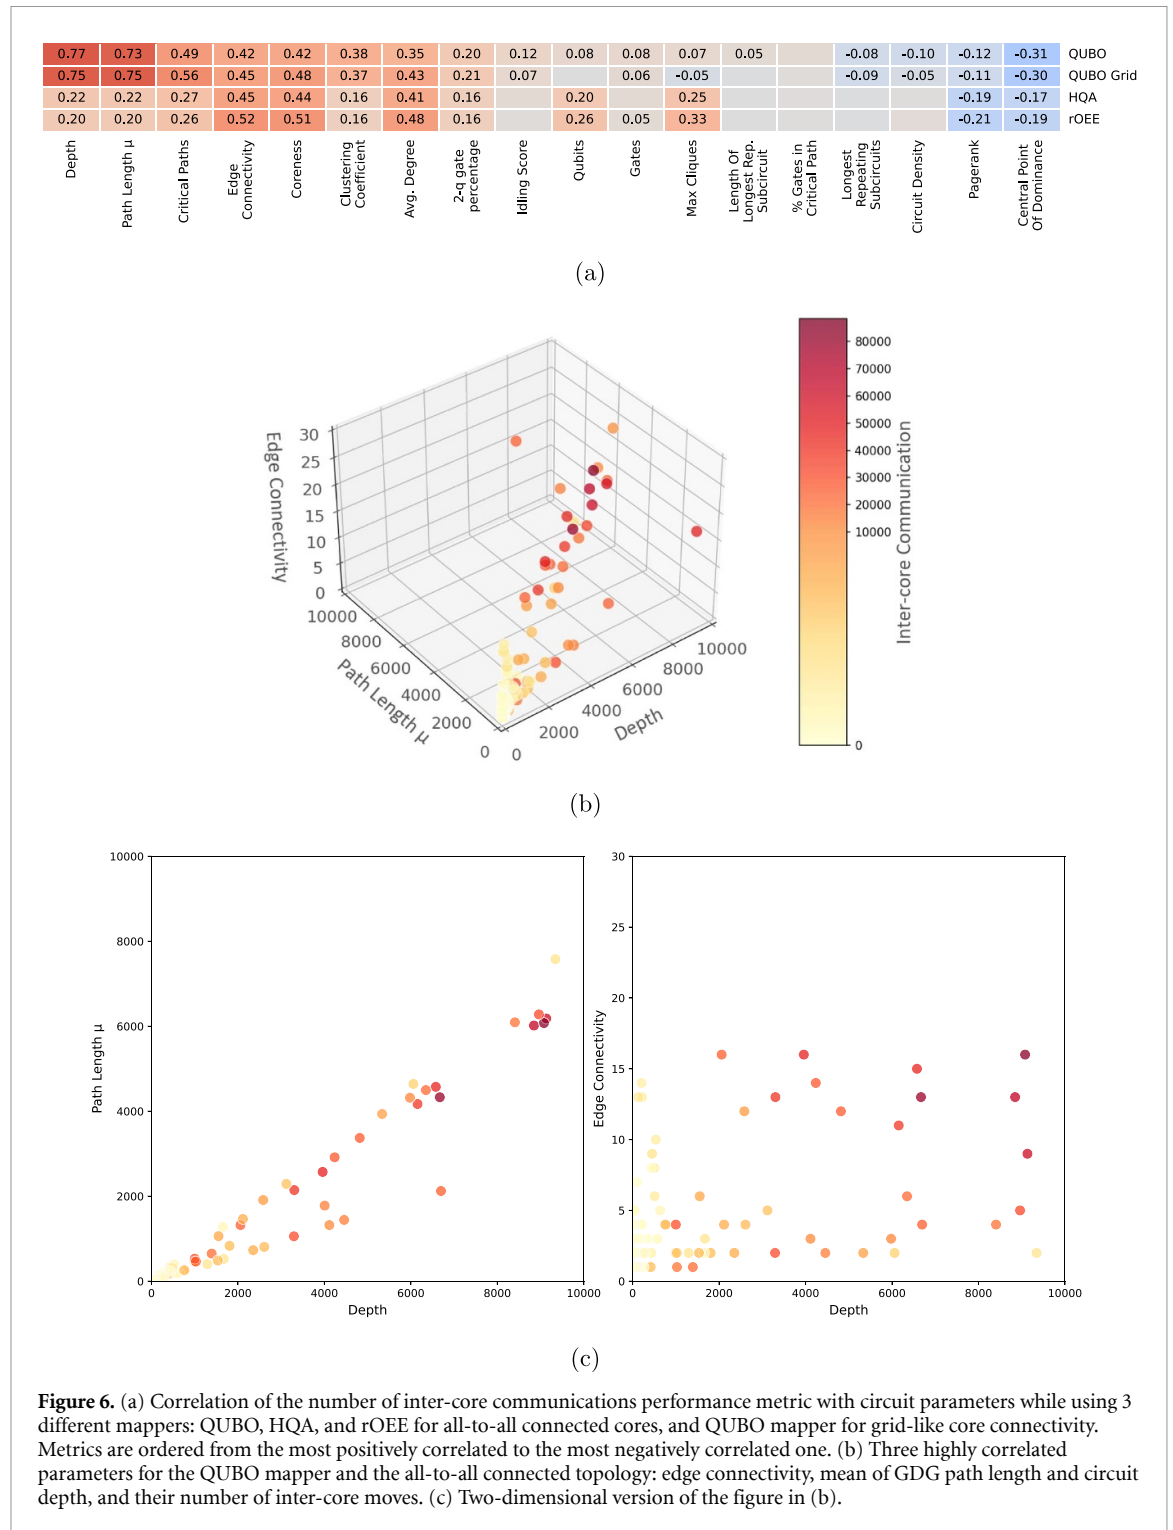 0.77 0.73 0.49 0.42 0.42 0.38 0.35 0.20 0.12 0.08 0.08 0.07 0.05 -0.08 -0.10 -0.12 -0.31 QUBO
0.75 0.75 0.56 0.45 0.48 0.37 0.43 0.21 0.07 0.06 -0.05 -0.09 -0.05 -0.11 -0.30 QUBO Grid
0.22 0.22 0.27 0.45 0.44 0.16 0.41 0.16 0.20 0.25 -0.19 -0.17 HQA
0.20 0.20 0.26 0.52 0.51 0.16 0.48 0.16 0.26 0.05 0.33 -0.21 -0.19 rOEE
Depth
Path Length μ
Critical Paths
Edge
Connectivity
Coreness
Clustering
Coefficient
Avg. Degree
2-q gate
percentage
Idling Score
Qubits
Gates
Max Cliques
Length Of
Longest Rep.
Subcircuit
% Gates in
Critical Path
Longest
Repeating
Subcircuits
Circuit Density
Pagerank
Central Point
Of Dominance
(a)
Edge Connectivity
30
25
20
15
10
5
0
10000
8000
6000
4000
2000
0
Path Length μ
0
2000
4000
6000
8000
10000
Depth
80000
70000
60000
50000
40000
30000
20000
10000
0
Inter-core Communication
(b)
10000
8000
6000
4000
2000
0
Path Length μ
0 2000 4000 6000 8000 10000
Depth
30
25
20
15
10
5
0
Edge Connectivity
0 2000 4000 6000 8000 10000
Depth
(c)
Figure 6. (a) Correlation of the number of inter-core communications performance metric with circuit parameters while using 3
different mappers: QUBO, HQA, and rOEE for all-to-all connected cores, and QUBO mapper for grid-like core connectivity.
Metrics are ordered from the most positively correlated to the most negatively correlated one. (b) Three highly correlated
parameters for the QUBO mapper and the all-to-all connected topology: edge connectivity, mean of GDG path length and circuit
depth, and their number of inter-core moves. (c) Two-dimensional version of the figure in (b).